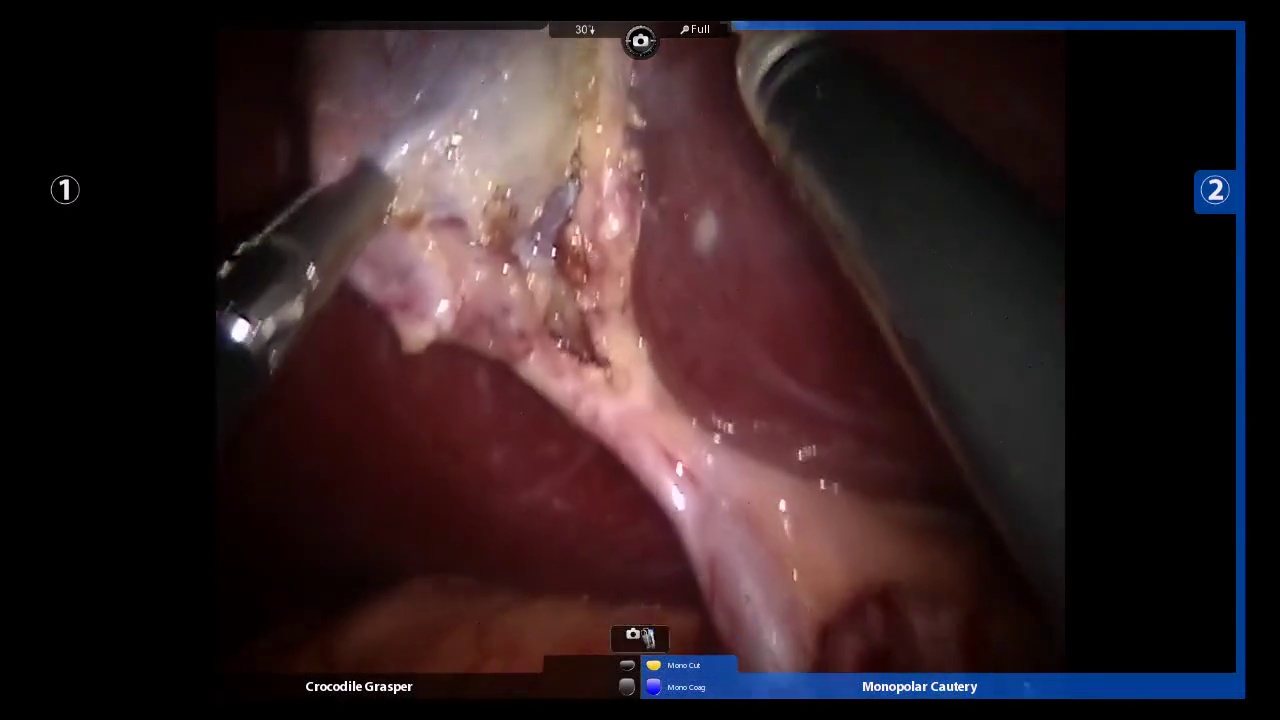 30°
Full
1
2
Mono Cut
Mono Coag
Crocodile Grasper
Monopolar Cautery